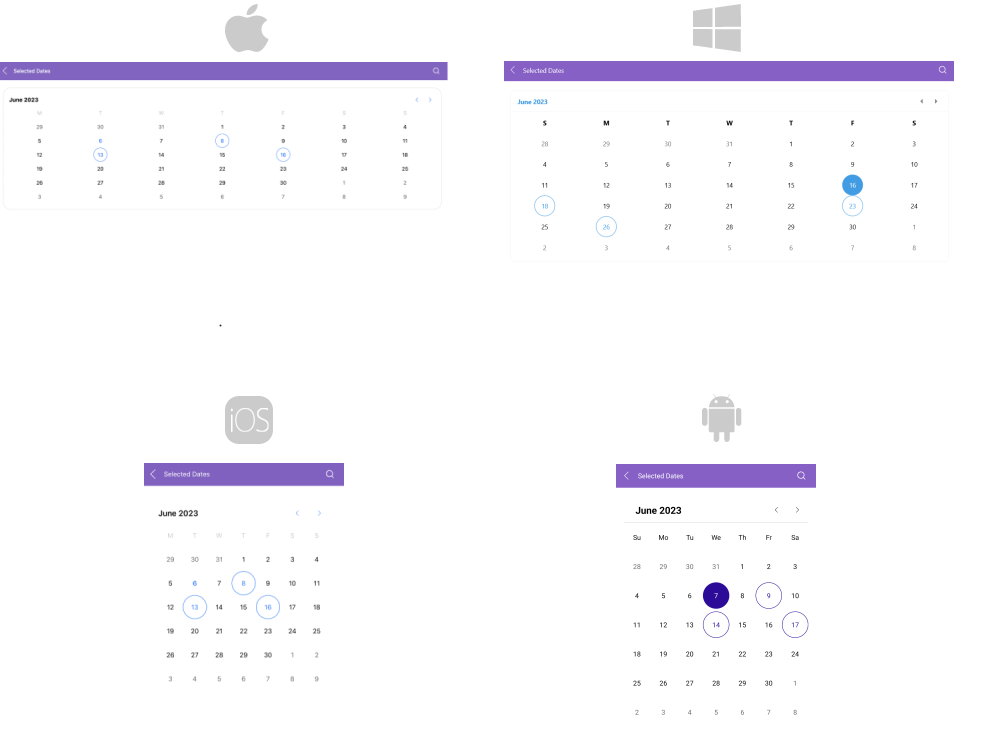 Selected Dates
June 2023
M T W T F S S
29 30 31 1 2 3 4
5 6 7 8 9 10 11
12 13 14 15 16 17 18
19 20 21 22 23 24 25
26 27 28 29 30 1 2
3 4 5 6 7 8 9
Selected Dates
June 2023
S M T W T F S
28 29 30 31 1 2 3
4 5 6 7 8 9 10
11 12 13 14 15 16 17
18 19 20 21 22 23 24
25 26 27 28 29 30 1
2 3 4 5 6 7 8
iOS
Selected Dates
June 2023
M T W T F S S
29 30 31 1 2 3 4
5 6 7 8 9 10 11
12 13 14 15 16 17 18
19 20 21 22 23 24 25
26 27 28 29 30 1 2
3 4 5 6 7 8 9
Selected Dates
June 2023
Su Mo Tu We Th Fr Sa
28 29 30 31 1 2 3
4 5 6 7 8 9 10
11 12 13 14 15 16 17
18 19 20 21 22 23 24
25 26 27 28 29 30 1
2 3 4 5 6 7 8